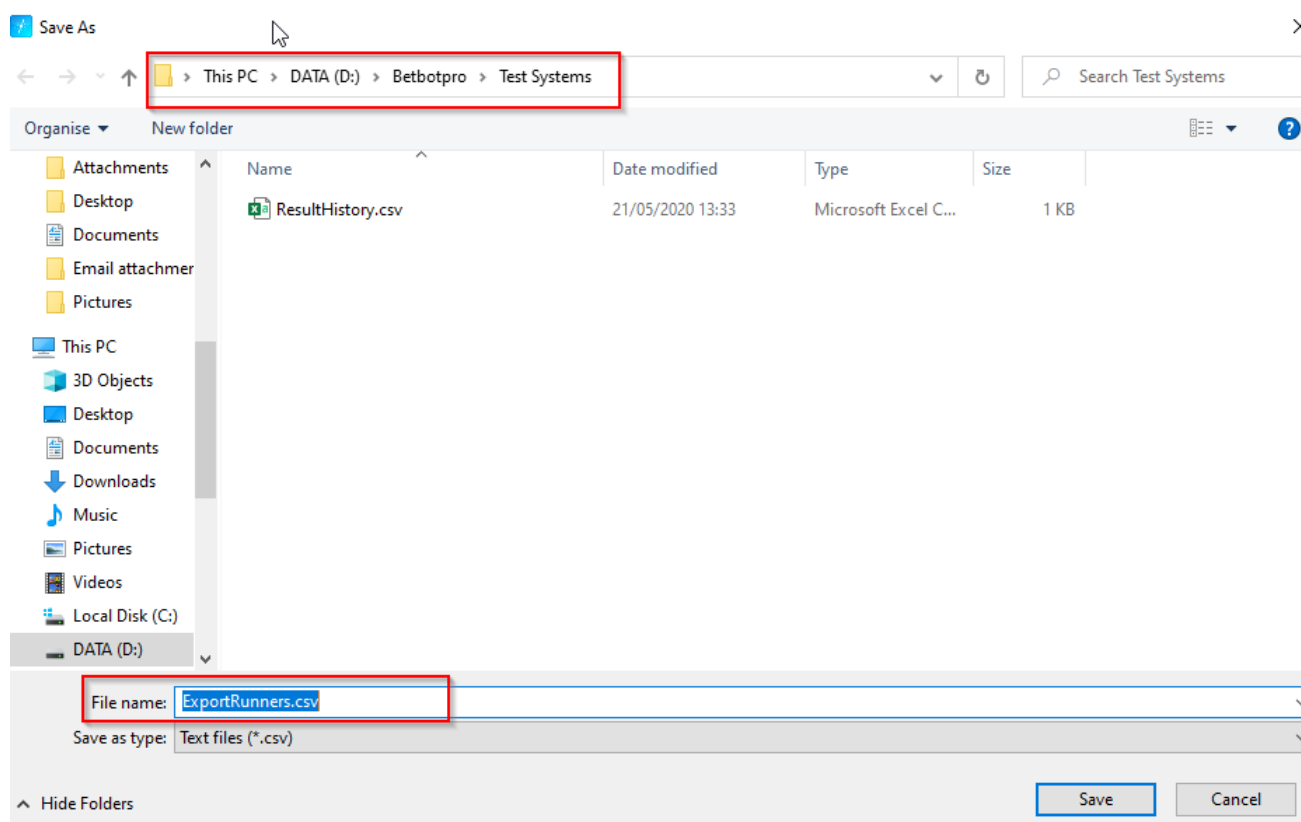 Save As
This PC > DATA (D:) > Betbotpro > Test Systems
Search Test Systems
Organise New folder
?
Name Date modified Type Size
ResultHistory.csv 21/05/2020 13:33 Microsoft Excel C... 1 KB
Attachments
Desktop
Documents
Email attachmer
Pictures
This PC
3D Objects
Desktop
Documents
Downloads
Music
Pictures
Videos
Local Disk (C:)
DATA (D:)
File name: ExportRunners.csv
Save as type: Text files (*.csv)
Hide Folders Save Cancel